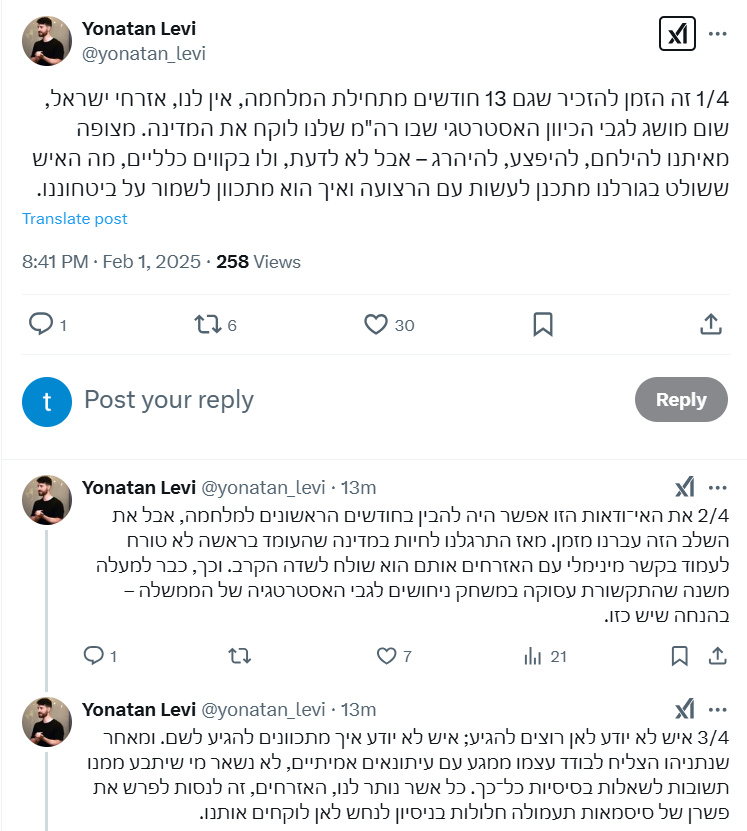 Yonatan Levi
@yonatan_levi
1/4 זה הזמן להזכיר שגם 13 חודשים מתחילת המלחמה, אין לנו, אזרחי ישראל,
שום מושג לגבי הכיוון האסטרטגי שבו רה"מ שלנו לוקח את המדינה. מצופה
מאיתנו להילחם, להיפצע, להיהרג – אבל לא לדעת, ולו בקווים כלליים, מה האיש
ששולט בגורלנו מתכנן לעשות עם הרצועה ואיך הוא מתכוון לשמור על ביטחוננו.
Translate post
8:41 PM · Feb 1, 2025 · 258 Views
1 6 30
t Post your reply Reply
Yonatan Levi @yonatan_levi · 13m
2/4 את האי־ודאות הזו אפשר היה להבין בחודשים הראשונים למלחמה, אבל את
השלב הזה עברנו מזמן. מאז התרגלנו לחיות במדינה שהעומד בראשה לא טורח
לעמוד בקשר מינימלי עם האזרחים אותם הוא שולח לשדה הקרב. וכך, כבר למעלה
משנה שהתקשורת עסוקה במשחק ניחושים לגבי האסטרטגיה של הממשלה –
בהנחה שיש כזו.
1 7 21
Yonatan Levi @yonatan_levi · 13m
3/4 איש לא יודע לאן רוצים להגיע; איש לא יודע איך מתכוונים להגיע לשם. ומאחר
שנתניהו הצליח לבודד עצמו ממגע עם עיתונאים אמיתיים, לא נשאר מי שיתבע ממנו
תשובות לשאלות בסיסיות כל־כך. כל אשר נותר לנו, האזרחים, זה לנסות לפרש את
פשרן של סיסמאות תעמולה חלולות בניסיון לנחש לאן לוקחים אותנו.